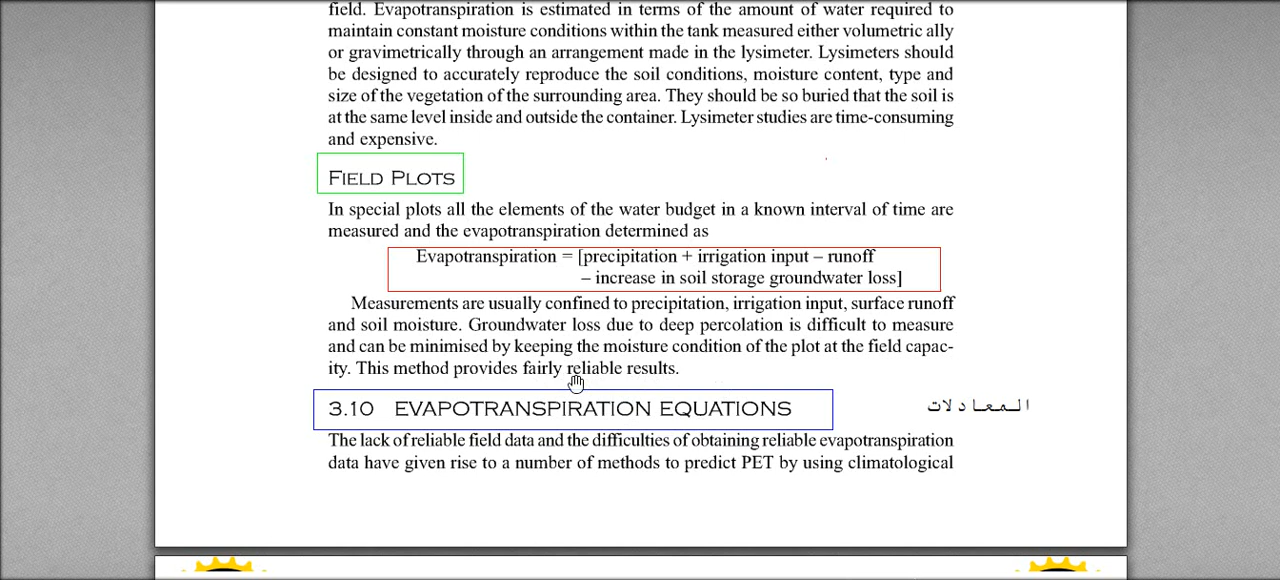 field. Evapotranspiration is estimated in terms of the amount of water required to
maintain constant moisture conditions within the tank measured either volumetric ally
or gravimetrically through an arrangement made in the lysimeter. Lysimeters should
be designed to accurately reproduce the soil conditions, moisture content, type and
size of the vegetation of the surrounding area. They should be so buried that the soil is
at the same level inside and outside the container. Lysimeter studies are time-consuming
and expensive.
FIELD PLOTS
In special plots all the elements of the water budget in a known interval of time are
measured and the evapotranspiration determined as
Evapotranspiration = [precipitation + irrigation input – runoff
– increase in soil storage groundwater loss]
Measurements are usually confined to precipitation, irrigation input, surface runoff
and soil moisture. Groundwater loss due to deep percolation is difficult to measure
and can be minimised by keeping the moisture condition of the plot at the field capac-
ity. This method provides fairly reliable results.
3.10 EVAPOTRANSPIRATION EQUATIONS
المعادلات
The lack of reliable field data and the difficulties of obtaining reliable evapotranspiration
data have given rise to a number of methods to predict PET by using climatological